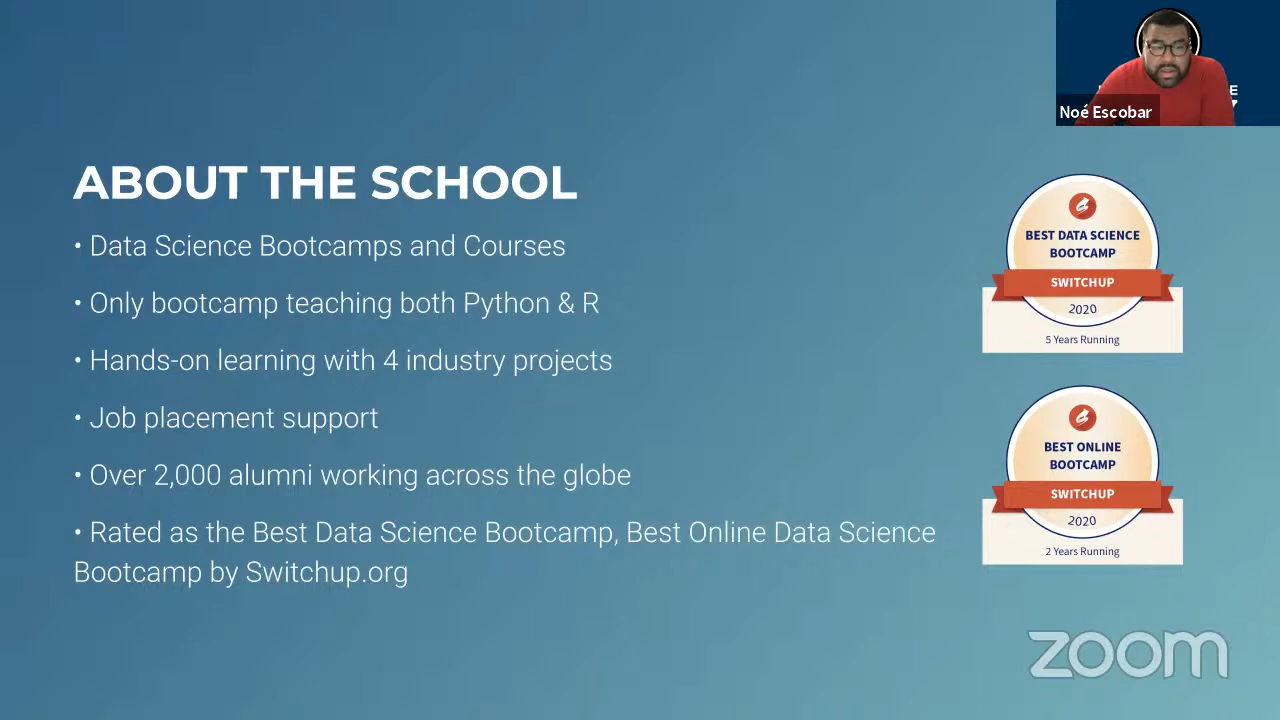 Noé Escobar
ABOUT THE SCHOOL
• Data Science Bootcamps and Courses
• Only bootcamp teaching both Python & R
• Hands-on learning with 4 industry projects
• Job placement support
• Over 2,000 alumni working across the globe
• Rated as the Best Data Science Bootcamp, Best Online Data Science
Bootcamp by Switchup.org
BEST DATA SCIENCE
BOOTCAMP
SWITCHUP
2020
5 Years Running
BEST ONLINE
BOOTCAMP
SWITCHUP
2020
2 Years Running
zoom